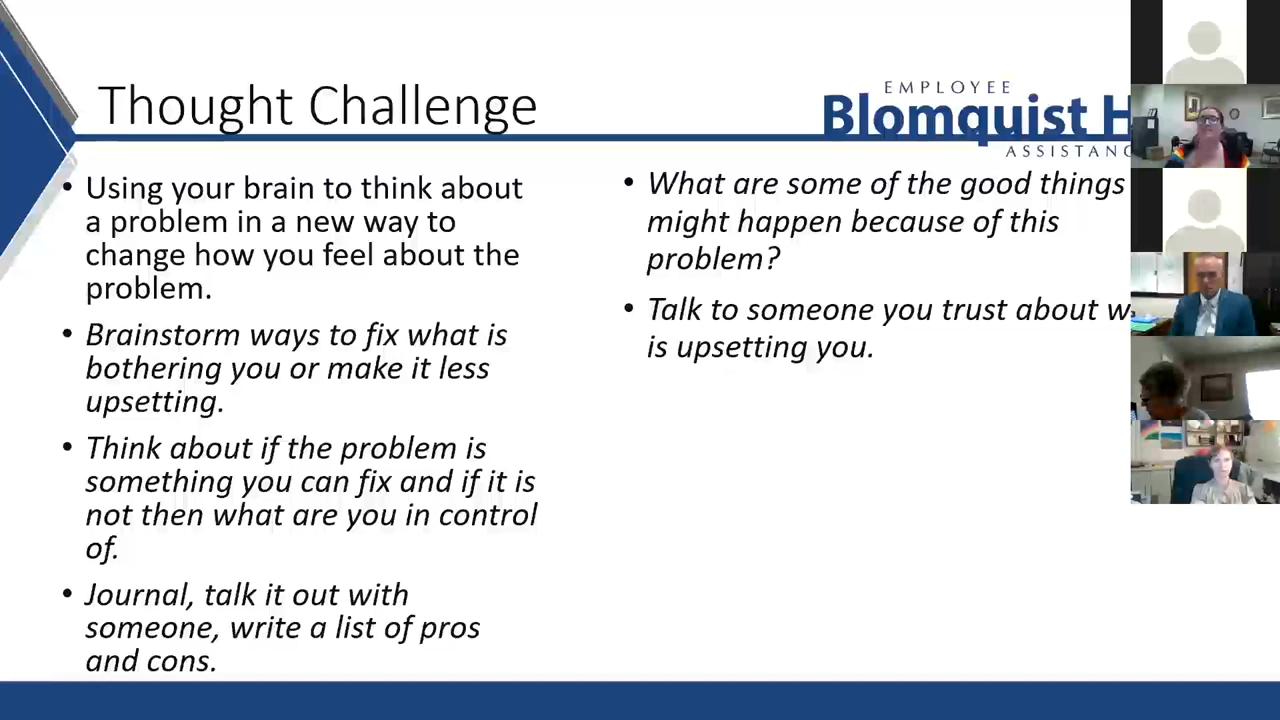 Thought Challenge
EMPLOYEE
Blomquist H
ASSISTANC
• Using your brain to think about
a problem in a new way to
change how you feel about the
problem.
• Brainstorm ways to fix what is
bothering you or make it less
upsetting.
• Think about if the problem is
something you can fix and if it is
not then what are you in control
of.
• Journal, talk it out with
someone, write a list of pros
and cons.
• What are some of the good things
might happen because of this
problem?
• Talk to someone you trust about
is upsetting you.